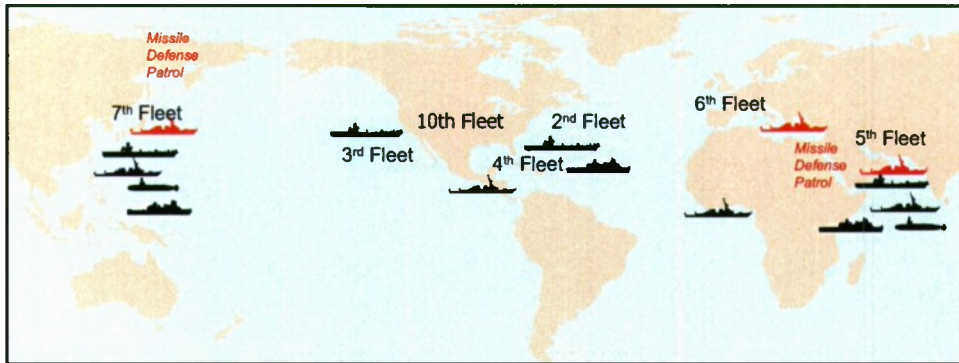 Missile
Defense
Patrol
7th Fleet
3rd Fleet
10th Fleet
2nd Fleet
4th Fleet
6th Fleet
Missile
Defense
Patrol
5th Fleet